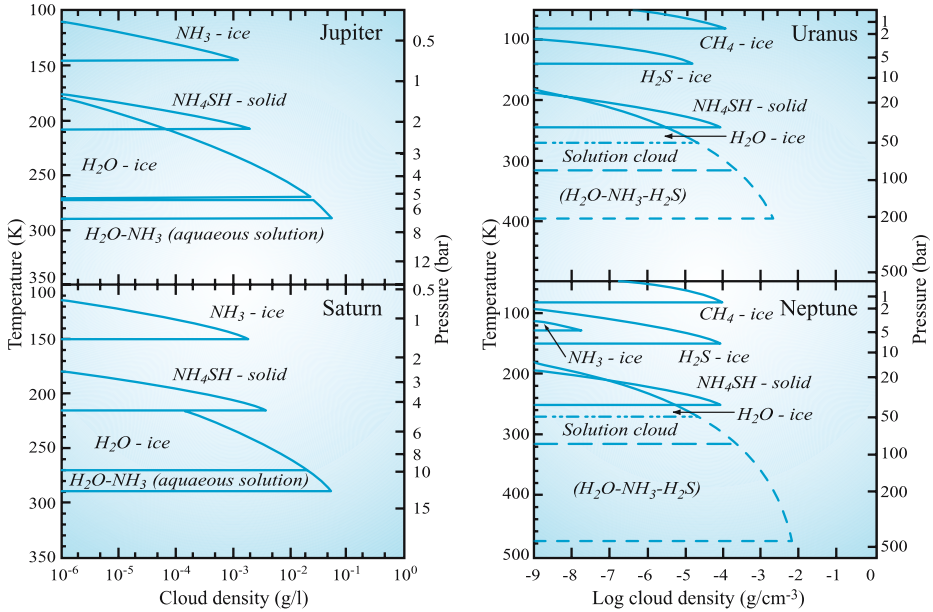 100
150
200
250
300
350
Temperature (K)
NH3 - ice
Jupiter
NH4SH - solid
H2O - ice
H2O-NH3 (aquaeous solution)
0.5
1
2
3
4
5
6
8
12
Pressure (bar)
100
150
200
250
300
350
NH3 - ice
Saturn
NH4SH - solid
H2O - ice
H2O-NH3 (aquaeous solution)
0.5
1
2
3
4
6
8
10
15
10-6
10-5
10-4
10-3
10-2
10-1
100
Cloud density (g/l)
100
200
300
400
Temperature (K)
Uranus
CH4 - ice
H2S - ice
NH4SH - solid
H2O - ice
Solution cloud
(H2O-NH3-H2S)
1
2
5
10
20
50
100
200
500
Pressure (bar)
100
200
300
400
500
Neptune
CH4 - ice
NH3 - ice
H2S - ice
NH4SH - solid
H2O - ice
Solution cloud
(H2O-NH3-H2S)
1
2
5
10
20
50
100
200
500
-9
-8
-7
-6
-5
-4
-3
-2
-1
0
Log cloud density (g/cm-3)